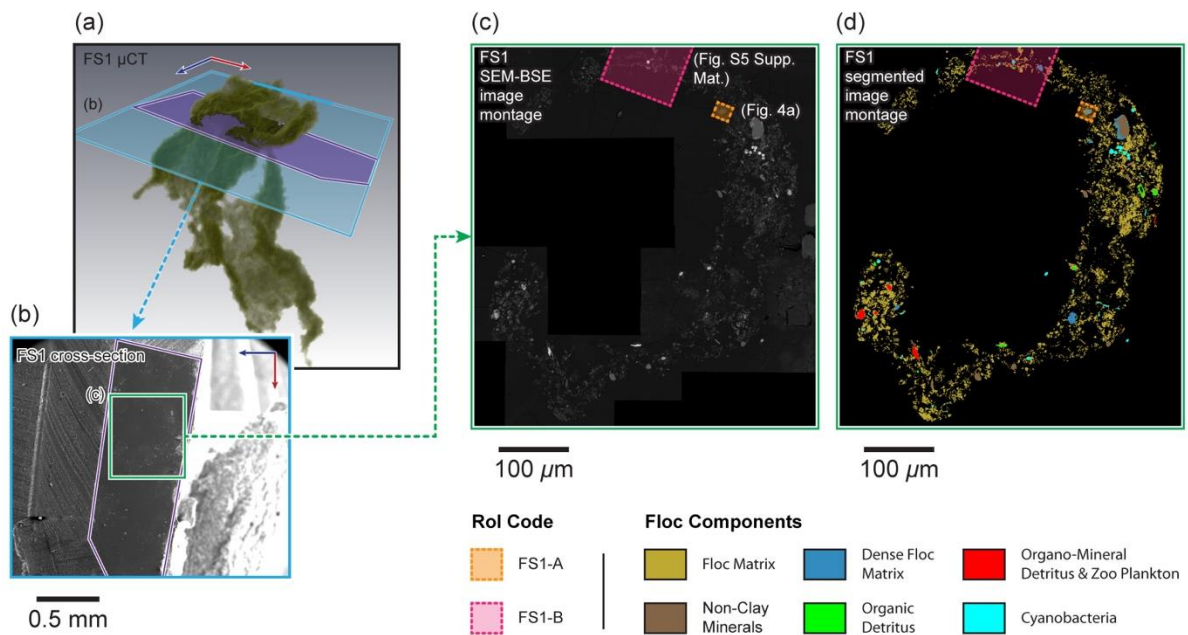 (a)
FS1 µCT
(b)
(b)
FS1 cross-section
(c)
0.5 mm
(c)
FS1
SEM-BSE
image
montage
(Fig. S5 Supp.
Mat.)
(Fig. 4a)
100 µm
(d)
FS1
segmented
image
montage
100 µm
RoI Code
FS1-A
FS1-B
Floc Components
Floc Matrix
Dense Floc
Matrix
Organo-Mineral
Detritus & Zoo Plankton
Non-Clay
Minerals
Organic
Detritus
Cyanobacteria